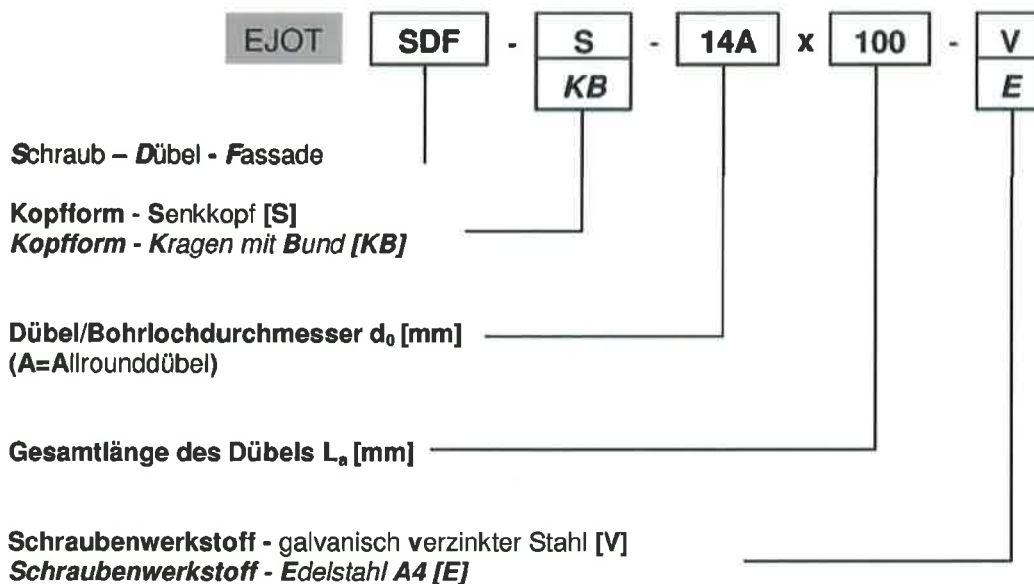 EJOT SDF - S - 14A x 100 - V
KB E
Schraub – Dübel - Fassade
Kopfform - Senkkopf [S]
Kopfform - Kragen mit Bund [KB]
Dübel/Bohrlochdurchmesser d₀ [mm]
(A=Allrounddübel)
Gesamtlänge des Dübels Lₐ [mm]
Schraubenwerkstoff - galvanisch verzinkter Stahl [V]
Schraubenwerkstoff - Edelstahl A4 [E]